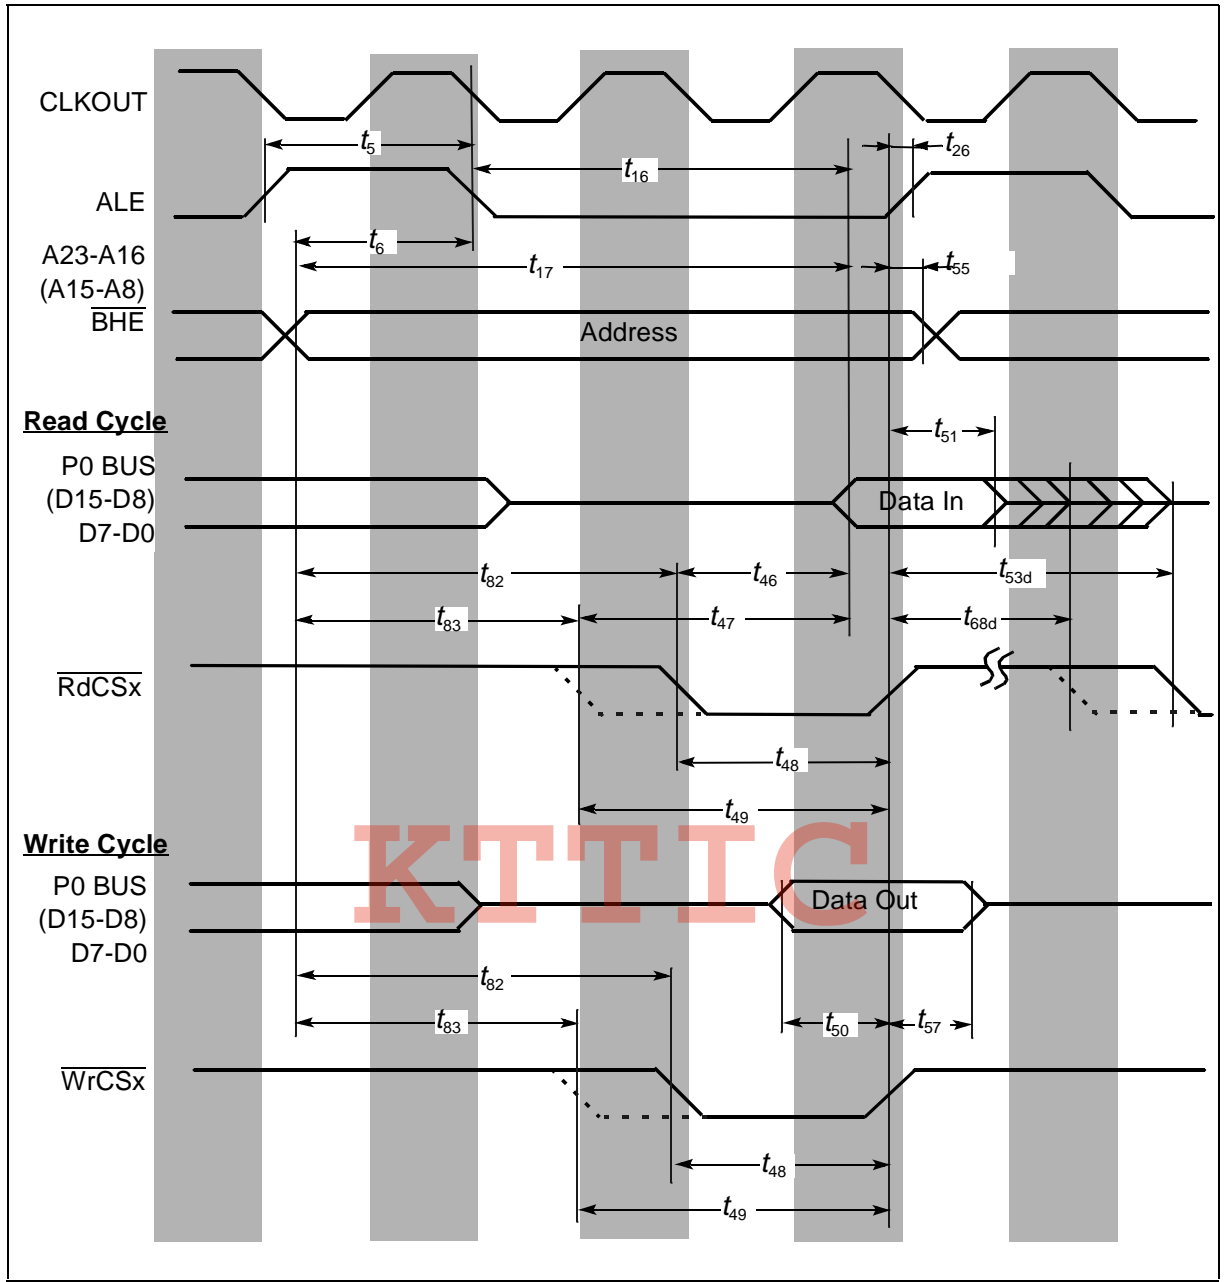 CLKOUT
t5
t26
t16
ALE
t6
A23-A16
t17
t55
(A15-A8)
BHE
Address
Read Cycle
t51
P0 BUS
(D15-D8)
Data In
D7-D0
t82
t46
t53d
t83
t47
t68d
RdCSx
t48
t49
KTTIC
Write Cycle
P0 BUS
Data Out
(D15-D8)
D7-D0
t82
t83
t50
t57
WrCSx
t48
t49